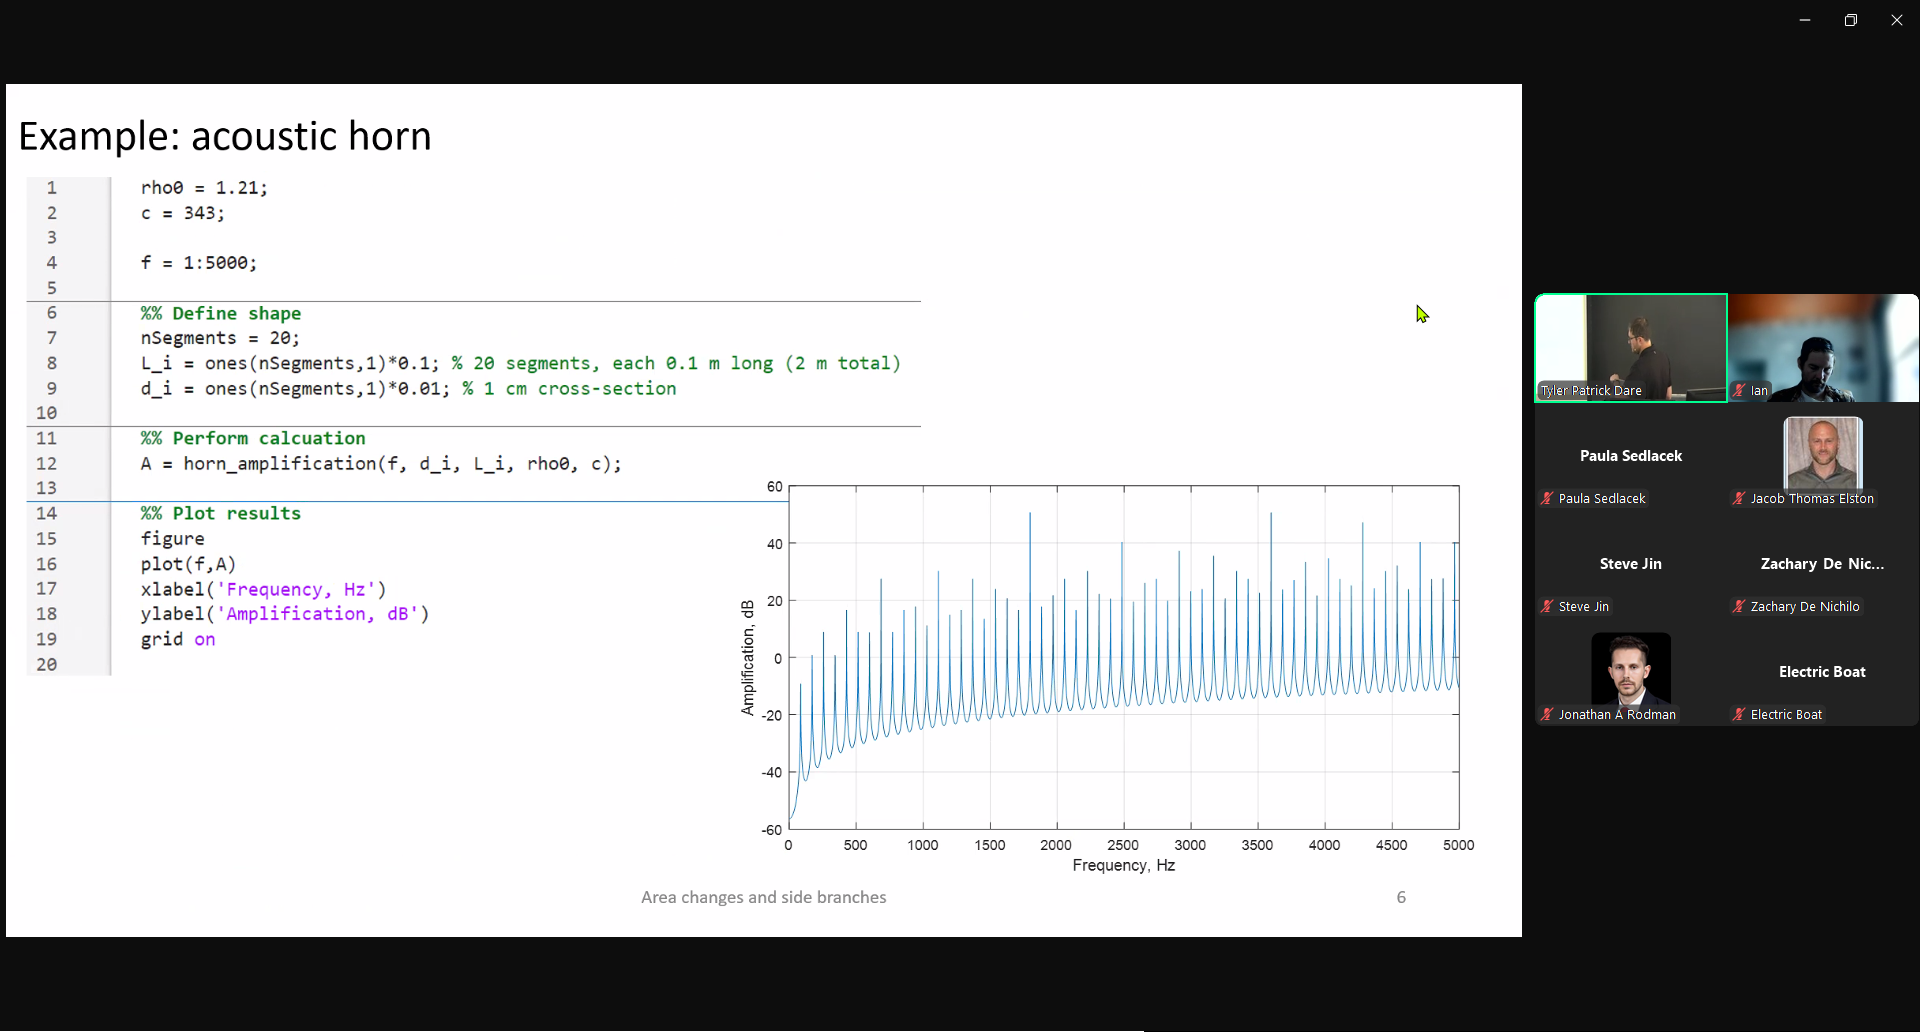 Example: acoustic horn
1 rho0 = 1.21;
2 c = 343;
3
4 f = 1:5000;
5
6 %% Define shape
7 nSegments = 20;
8 L_i = ones(nSegments,1)*0.1; % 20 segments, each 0.1 m long (2 m total)
9 d_i = ones(nSegments,1)*0.01; % 1 cm cross-section
10
11 %% Perform calcuation
12 A = horn_amplification(f, d_i, L_i, rho0, c);
13
14 %% Plot results
15 figure
16 plot(f,A)
17 xlabel('Frequency, Hz')
18 ylabel('Amplification, dB')
19 grid on
20
60
40
20
0
-20
-40
-60
Amplification, dB
0 500 1000 1500 2000 2500 3000 3500 4000 4500 5000
Frequency, Hz
Area changes and side branches 6
Tyler Patrick Dare
Ian
Paula Sedlacek
Paula Sedlacek
Jacob Thomas Elston
Steve Jin
Zachary De Nic...
Steve Jin
Zachary De Nichilo
Electric Boat
Jonathan A Rodman
Electric Boat